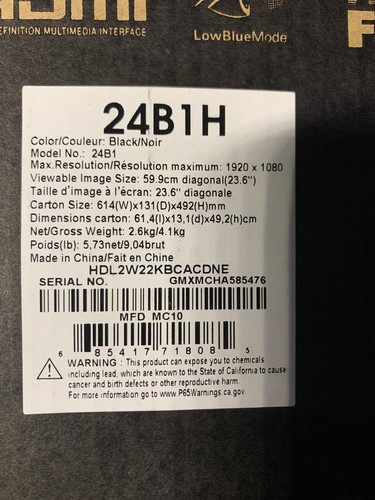 HDMI
DEFINITION MULTIMEDIA INTERFACE
LowBlueMode
F
24B1H
Color/Couleur: Black/Noir
Model No.: 24B1
Max.Resolution/Résolution maximum: 1920 x 1080
Viewable Image Size: 59.9cm diagonal(23.6")
Taille d'image à l'écran: 23.6" diagonale
Carton Size: 614(W)x131(D)x492(H)mm
Dimensions carton: 61,4(l)x13,1(d)x49,2(h)cm
Net/Gross Weight: 2.6kg/4.1kg
Poids(lb): 5,73net/9,04brut
Made in China/Fait en Chine
HDL2W22KBCACDNE
SERIAL NO. GMXMCHA585476
MFD MC10
6 85417 71808 5
WARNING : This product can expose you to chemicals
including lead, which are known to the State of California to cause
cancer and birth defects or other reproductive harm.
For more information go to www.P65Warnings.ca.gov.